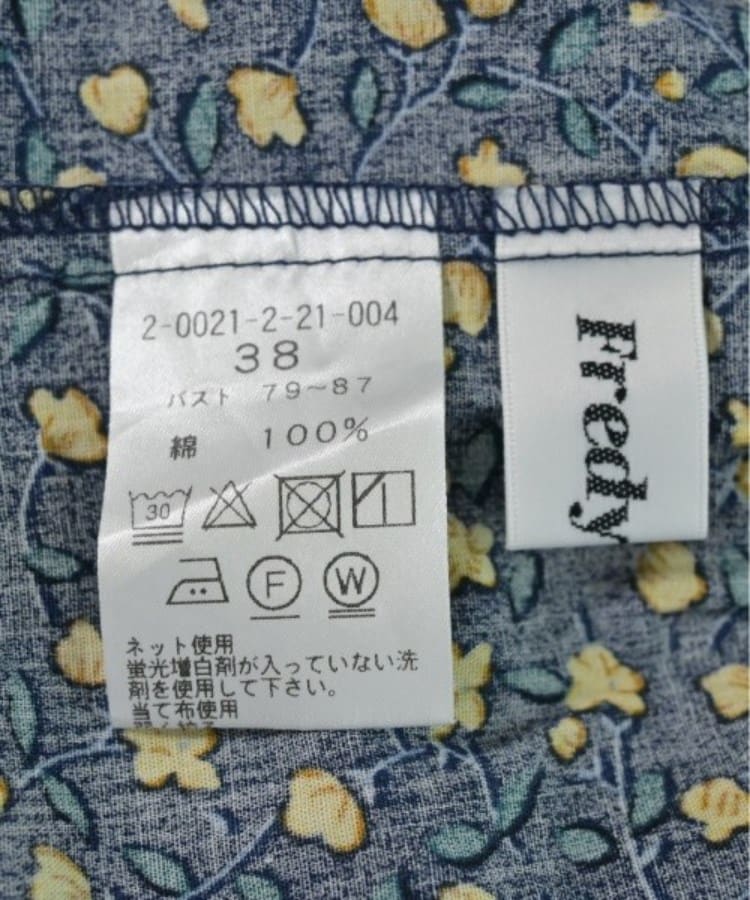 2-0021-2-21-004
38
バスト 79～87
綿 100%
30
F W
ネット使用
蛍光増白剤が入っていない洗
剤を使用して下さい。
当て布使用
Fredy